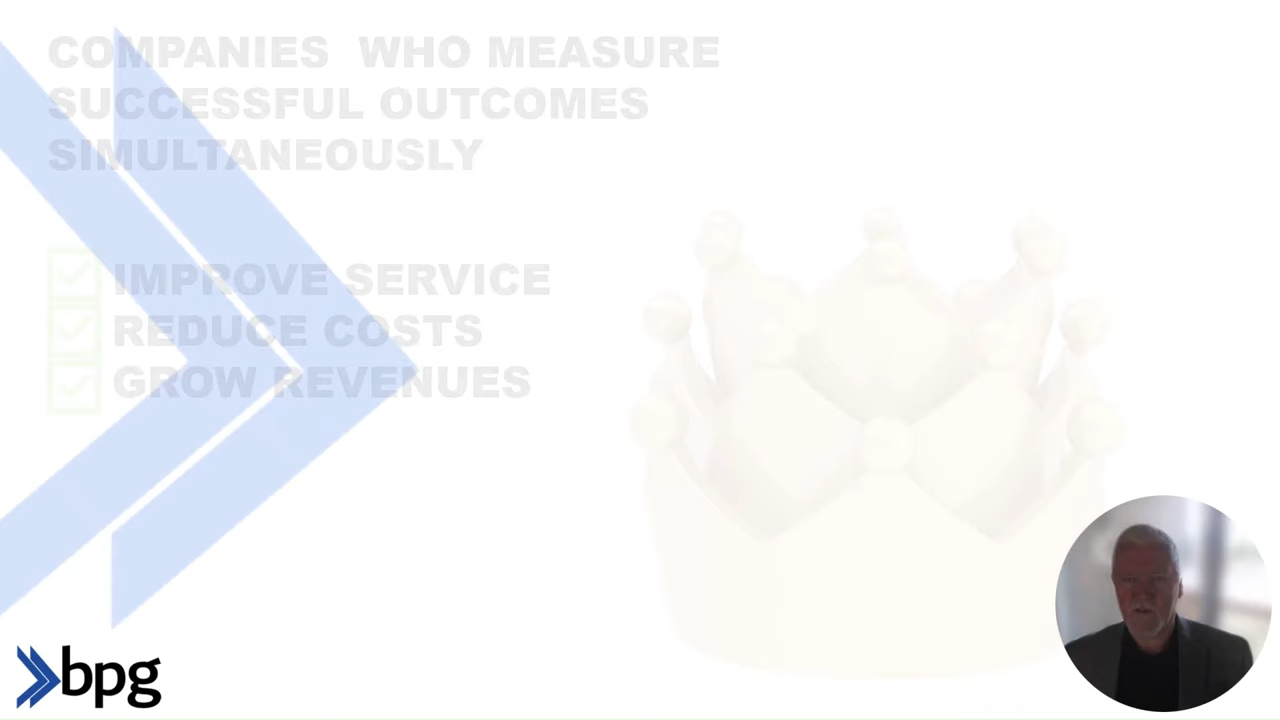 COMPANIES WHO MEASURE
SUCCESSFUL OUTCOMES
SIMULTANEOUSLY
IMPROVE SERVICE
REDUCE COSTS
GROW REVENUES
bpg